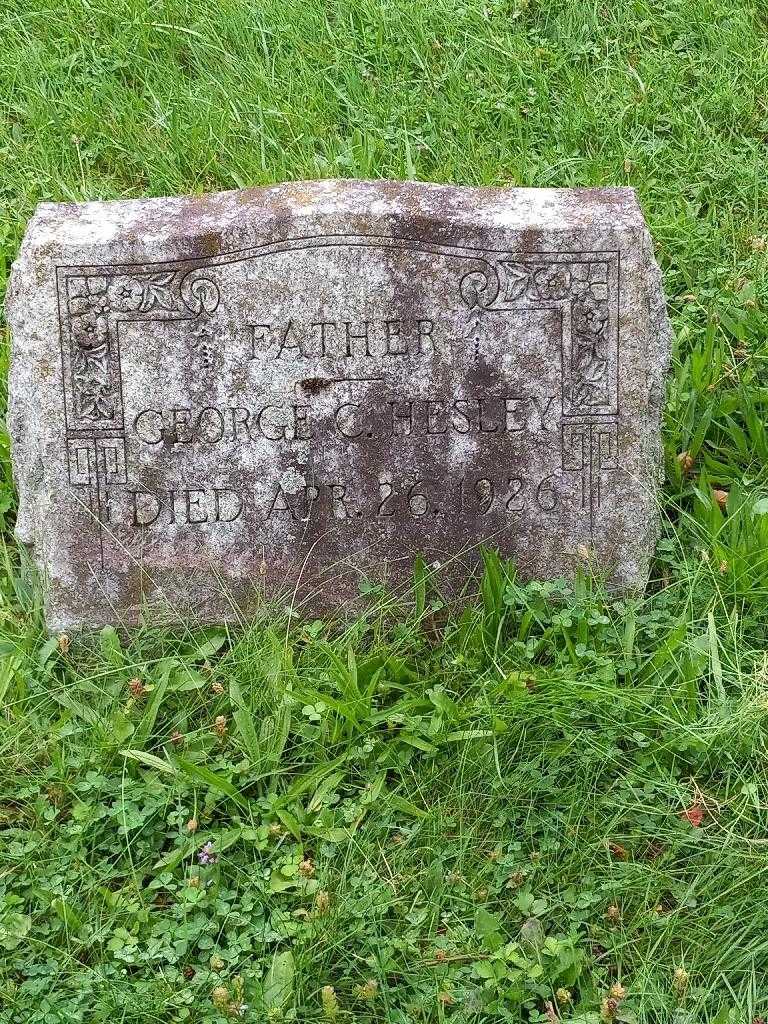 FATHER
GEORGE C. HESLEY
DIED APR. 26. 1926